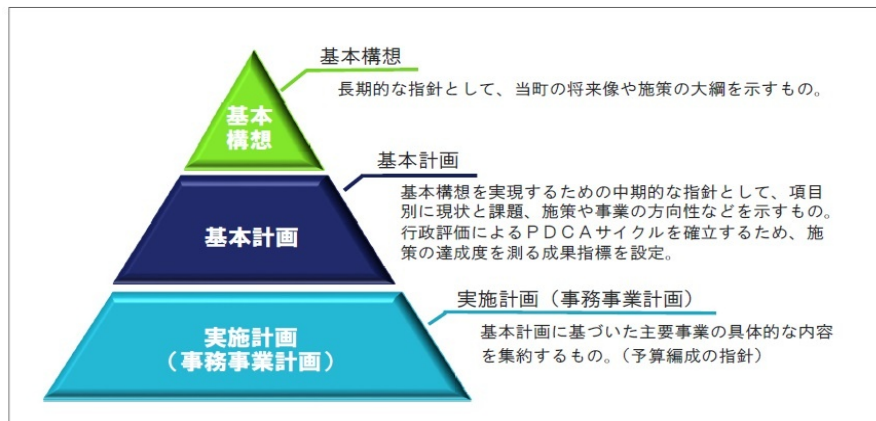 基本構想
長期的な指針として、当町の将来像や施策の大綱を示すもの。
基本
構想
基本計画
基本構想を実現するための中期的な指針として、項目
別に現状と課題、施策や事業の方向性などを示すもの。
行政評価によるＰＤＣＡサイクルを確立するため、施
策の達成度を測る成果指標を設定。
基本計画
実施計画（事務事業計画）
基本計画に基づいた主要事業の具体的な内容
を集約するもの。（予算編成の指針）
実施計画
（事務事業計画）